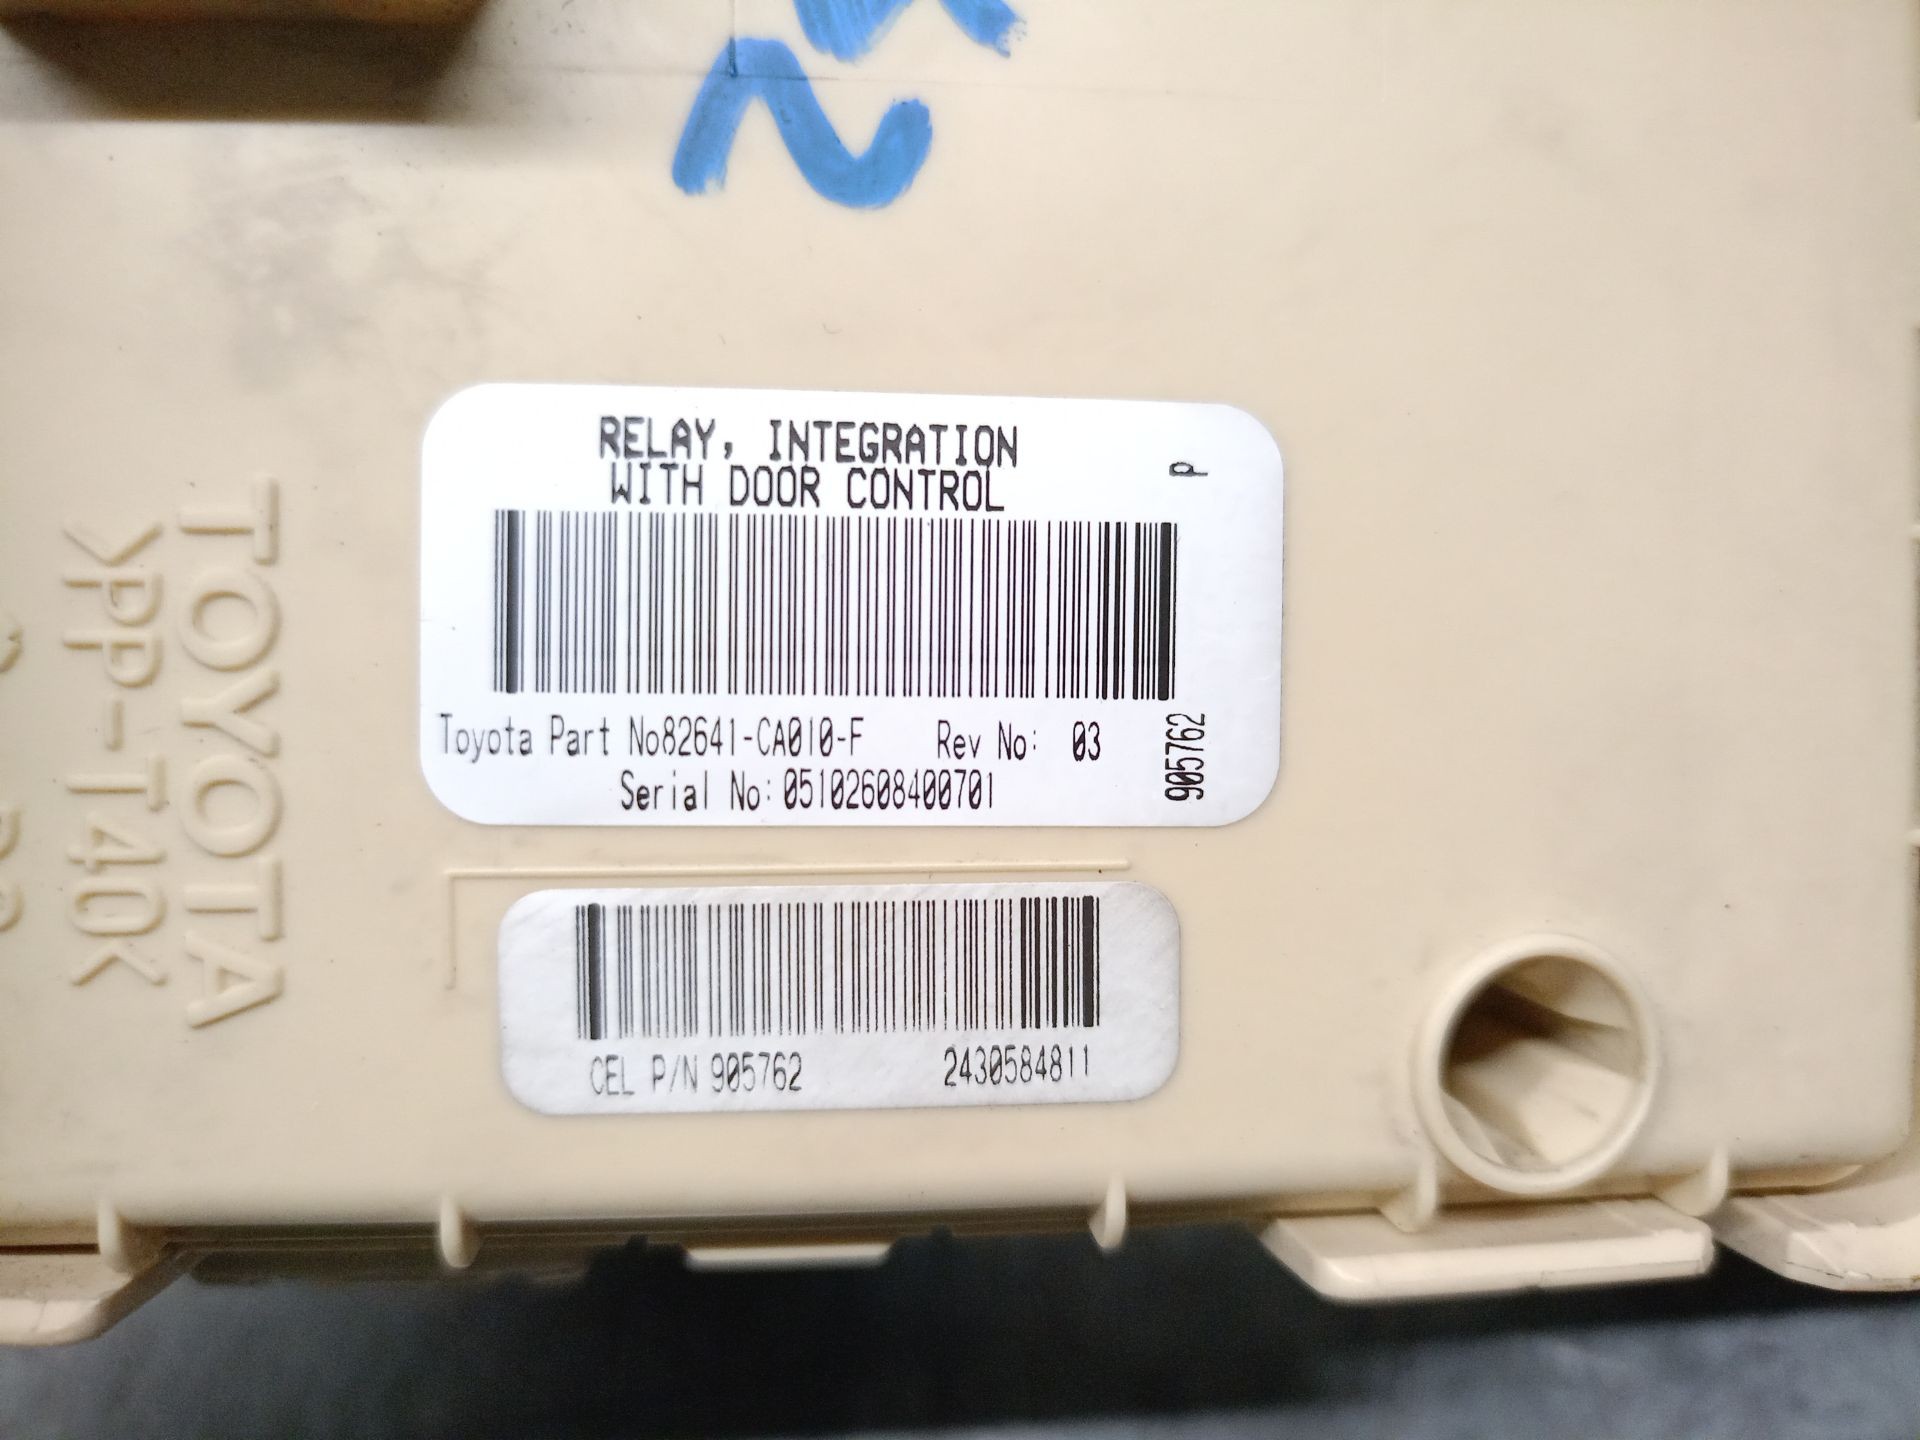 RELAY, INTEGRATION
WITH DOOR CONTROL
P
Toyota Part No82641-CA010-F Rev No: 03
Serial No:05102608400701
905762
CEL P/N 905762 2430584811
TOYOTA
>PP-T40<